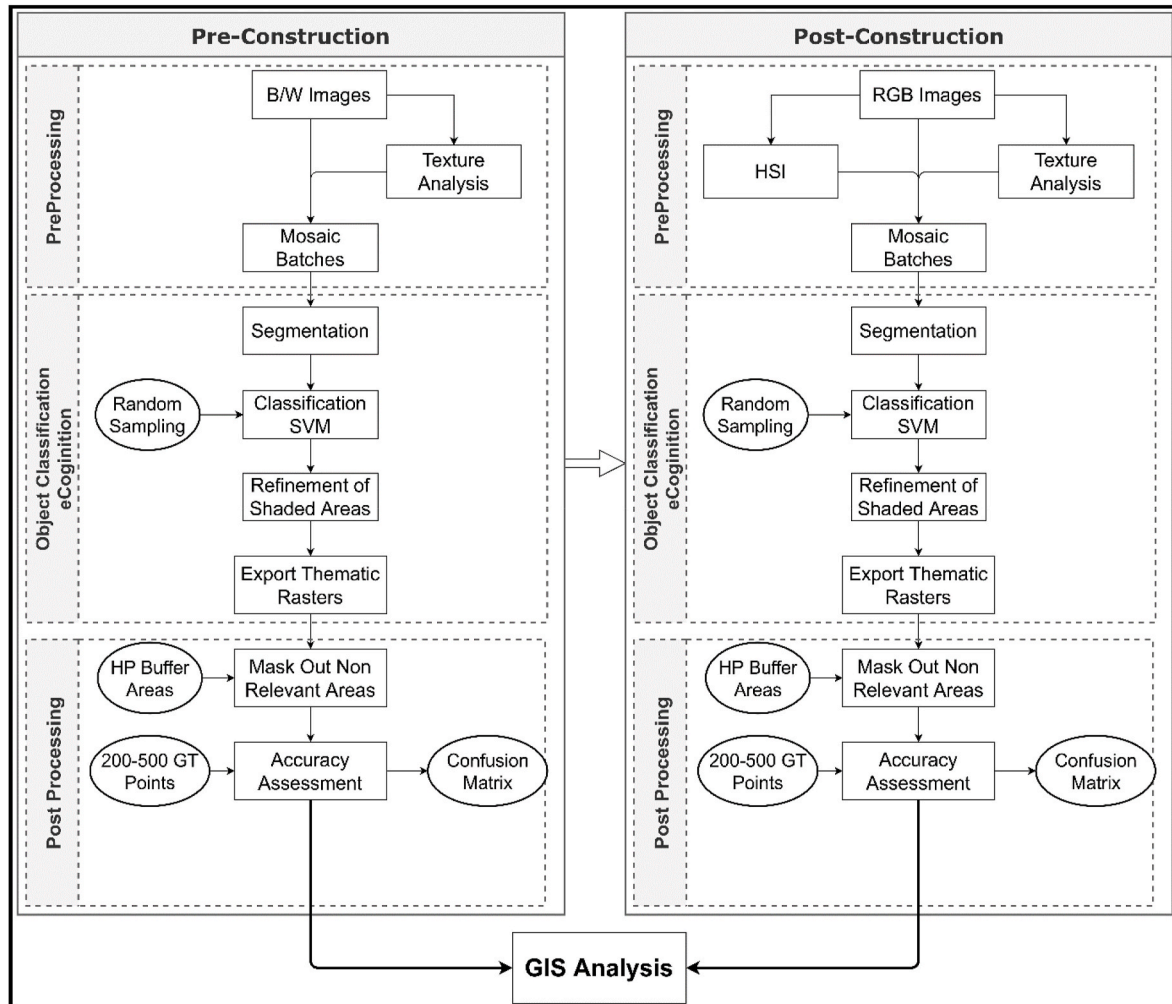 Pre-Construction
PreProcessing
B/W Images
Texture
Analysis
Mosaic
Batches
Object Classification
eCoginition
Segmentation
Random
Sampling
Classification
SVM
Refinement of
Shaded Areas
Export Thematic
Rasters
Post Processing
HP Buffer
Areas
Mask Out Non
Relevant Areas
200-500 GT
Points
Accuracy
Assessment
Confusion
Matrix
Post-Construction
PreProcessing
RGB Images
HSI
Texture
Analysis
Mosaic
Batches
Object Classification
eCoginition
Segmentation
Random
Sampling
Classification
SVM
Refinement of
Shaded Areas
Export Thematic
Rasters
Post Processing
HP Buffer
Areas
Mask Out Non
Relevant Areas
200-500 GT
Points
Accuracy
Assessment
Confusion
Matrix
GIS Analysis